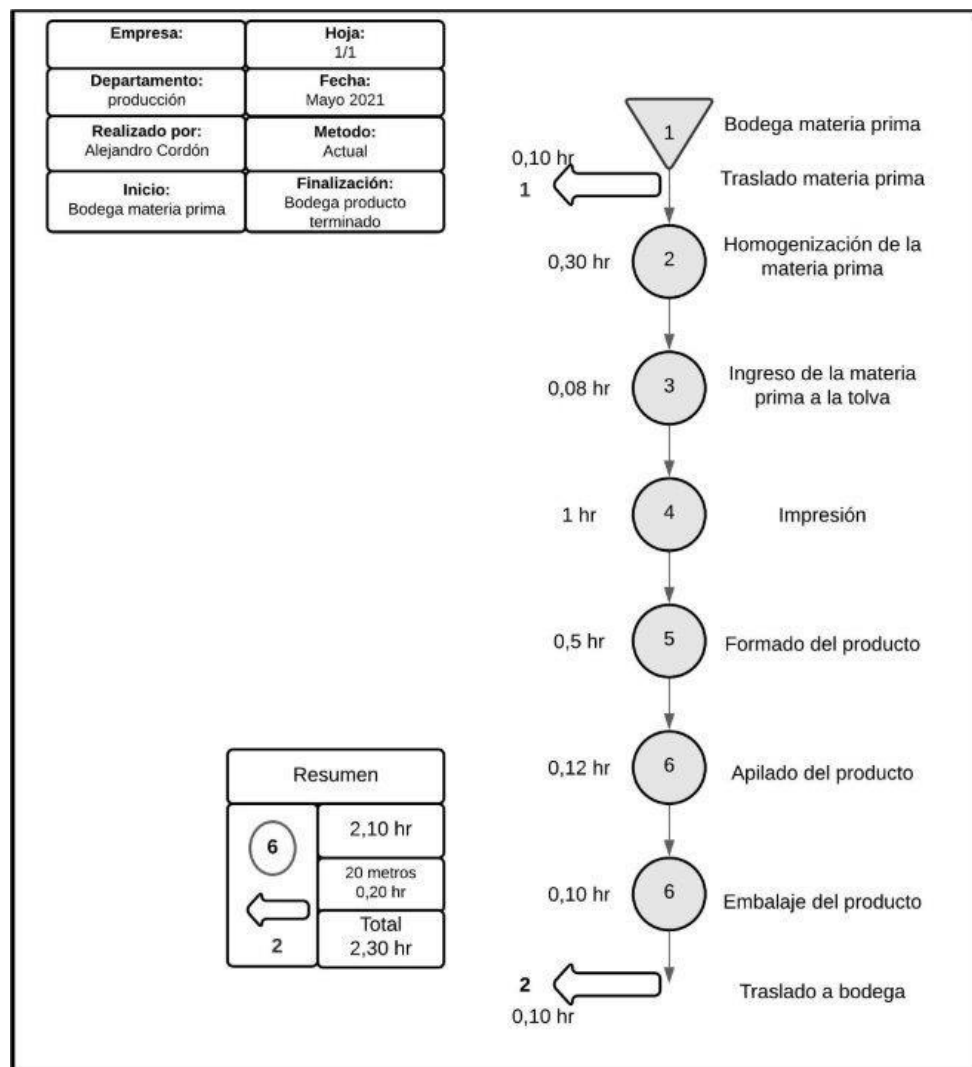 Empresa:
Hoja:
1/1
Departamento:
producción
Fecha:
Mayo 2021
Realizado por:
Alejandro Cordón
Metodo:
Actual
Inicio:
Bodega materia prima
Finalización:
Bodega producto
terminado
1
Bodega materia prima
0,10 hr
1
Traslado materia prima
0,30 hr
2
Homogenización de la
materia prima
0,08 hr
3
Ingreso de la materia
prima a la tolva
1 hr
4
Impresión
0,5 hr
5
Formado del producto
0,12 hr
6
Apilado del producto
0,10 hr
6
Embalaje del producto
2
0,10 hr
Traslado a bodega
Resumen
6
2,10 hr
20 metros
0,20 hr
2
Total
2,30 hr